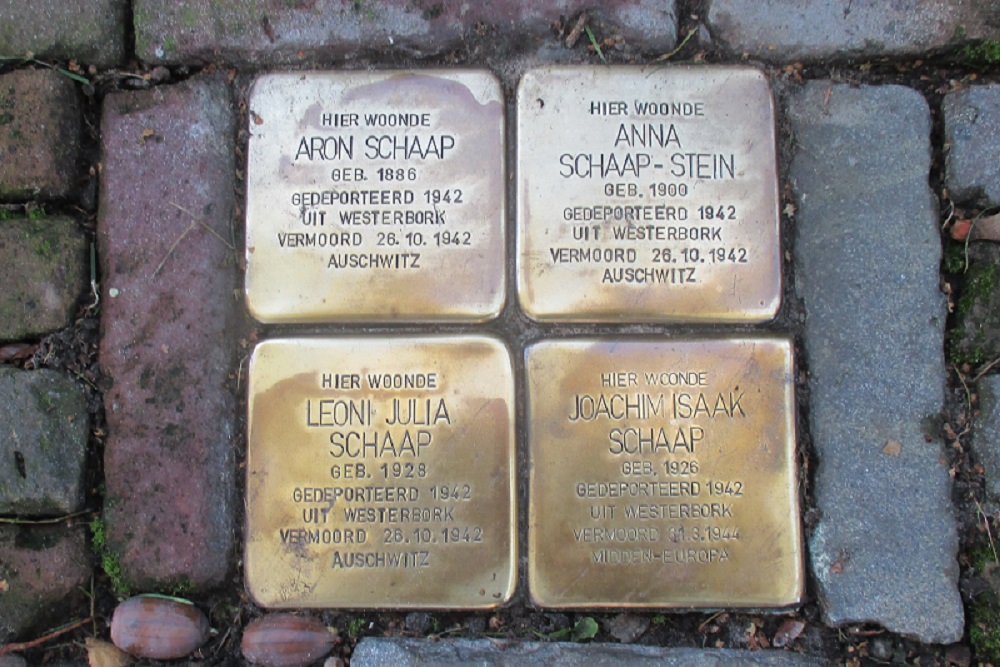 HIER WOONDE
ARON SCHAAP
GEB. 1886
GEDEPORTEERD 1942
UIT WESTERBORK
VERMOORD 26.10.1942
AUSCHWITZ
HIER WOONDE
ANNA
SCHAAP-STEIN
GEB. 1900
GEDEPORTEERD 1942
UIT WESTERBORK
VERMOORD 26.10.1942
AUSCHWITZ
HIER WOONDE
LEONI JULIA
SCHAAP
GEB. 1928
GEDEPORTEERD 1942
UIT WESTERBORK
VERMOORD 26.10.1942
AUSCHWITZ
HIER WOONDE
JOACHIM ISAAK
SCHAAP
GEB. 1926
GEDEPORTEERD 1942
UIT WESTERBORK
VERMOORD 31.3.1944
MIDDEN-EUROPA